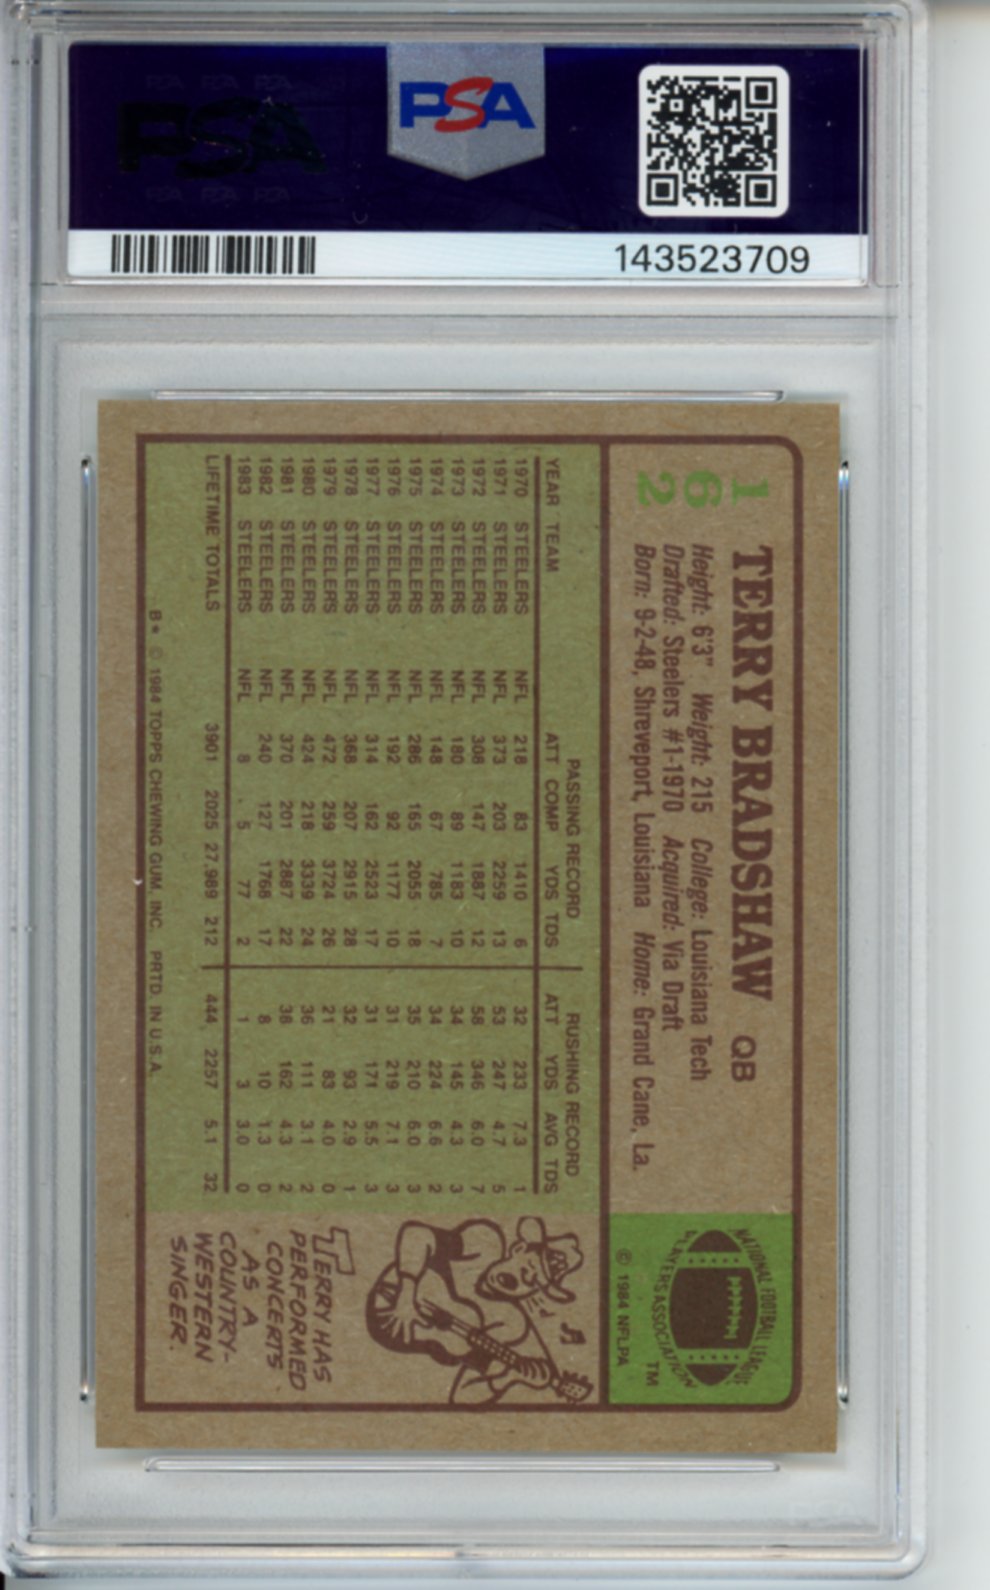 PSA PSA PSA
PSA
PSA PSA PSA
PSA
143523709
162
TERRY BRADSHAW QB
Height: 6'3" Weight: 215 College: Louisiana Tech
Drafted: Steelers #1-1970 Acquired: Via Draft
Born: 9-2-48, Shreveport, Louisiana Home: Grand Cane, La.
NATIONAL FOOTBALL LEAGUE
PLAYERS ASSOCIATION
TM
© 1984 NFLPA
PASSING RECORD RUSHING RECORD
YEAR TEAM ATT COMP YDS TDS ATT YDS AVG TDS
1970 STEELERS NFL 218 83 1410 6 32 233 7.3 1
1971 STEELERS NFL 373 203 2259 13 53 247 4.7 5
1972 STEELERS NFL 308 147 1887 12 58 346 6.0 7
1973 STEELERS NFL 180 89 1183 10 34 145 4.3 3
1974 STEELERS NFL 148 67 785 7 34 224 6.6 2
1975 STEELERS NFL 286 165 2055 18 35 210 6.0 3
1976 STEELERS NFL 192 92 1177 10 31 219 7.1 3
1977 STEELERS NFL 314 162 2523 17 31 171 5.5 3
1978 STEELERS NFL 368 207 2915 28 32 93 2.9 1
1979 STEELERS NFL 472 259 3724 26 21 83 4.0 0
1980 STEELERS NFL 424 218 3339 24 36 111 3.1 2
1981 STEELERS NFL 370 201 2887 22 38 162 4.3 2
1982 STEELERS NFL 240 127 1768 17 8 10 1.3 0
1983 STEELERS NFL 8 5 77 2 1 3 3.0 0
LIFETIME TOTALS 3901 2025 27,989 212 444 2257 5.1 32
B* © 1984 TOPPS CHEWING GUM, INC. PRTD. IN U.S.A.
TERRY HAS
PERFORMED
CONCERTS
AS A
COUNTRY-
WESTERN
SINGER.
PSA